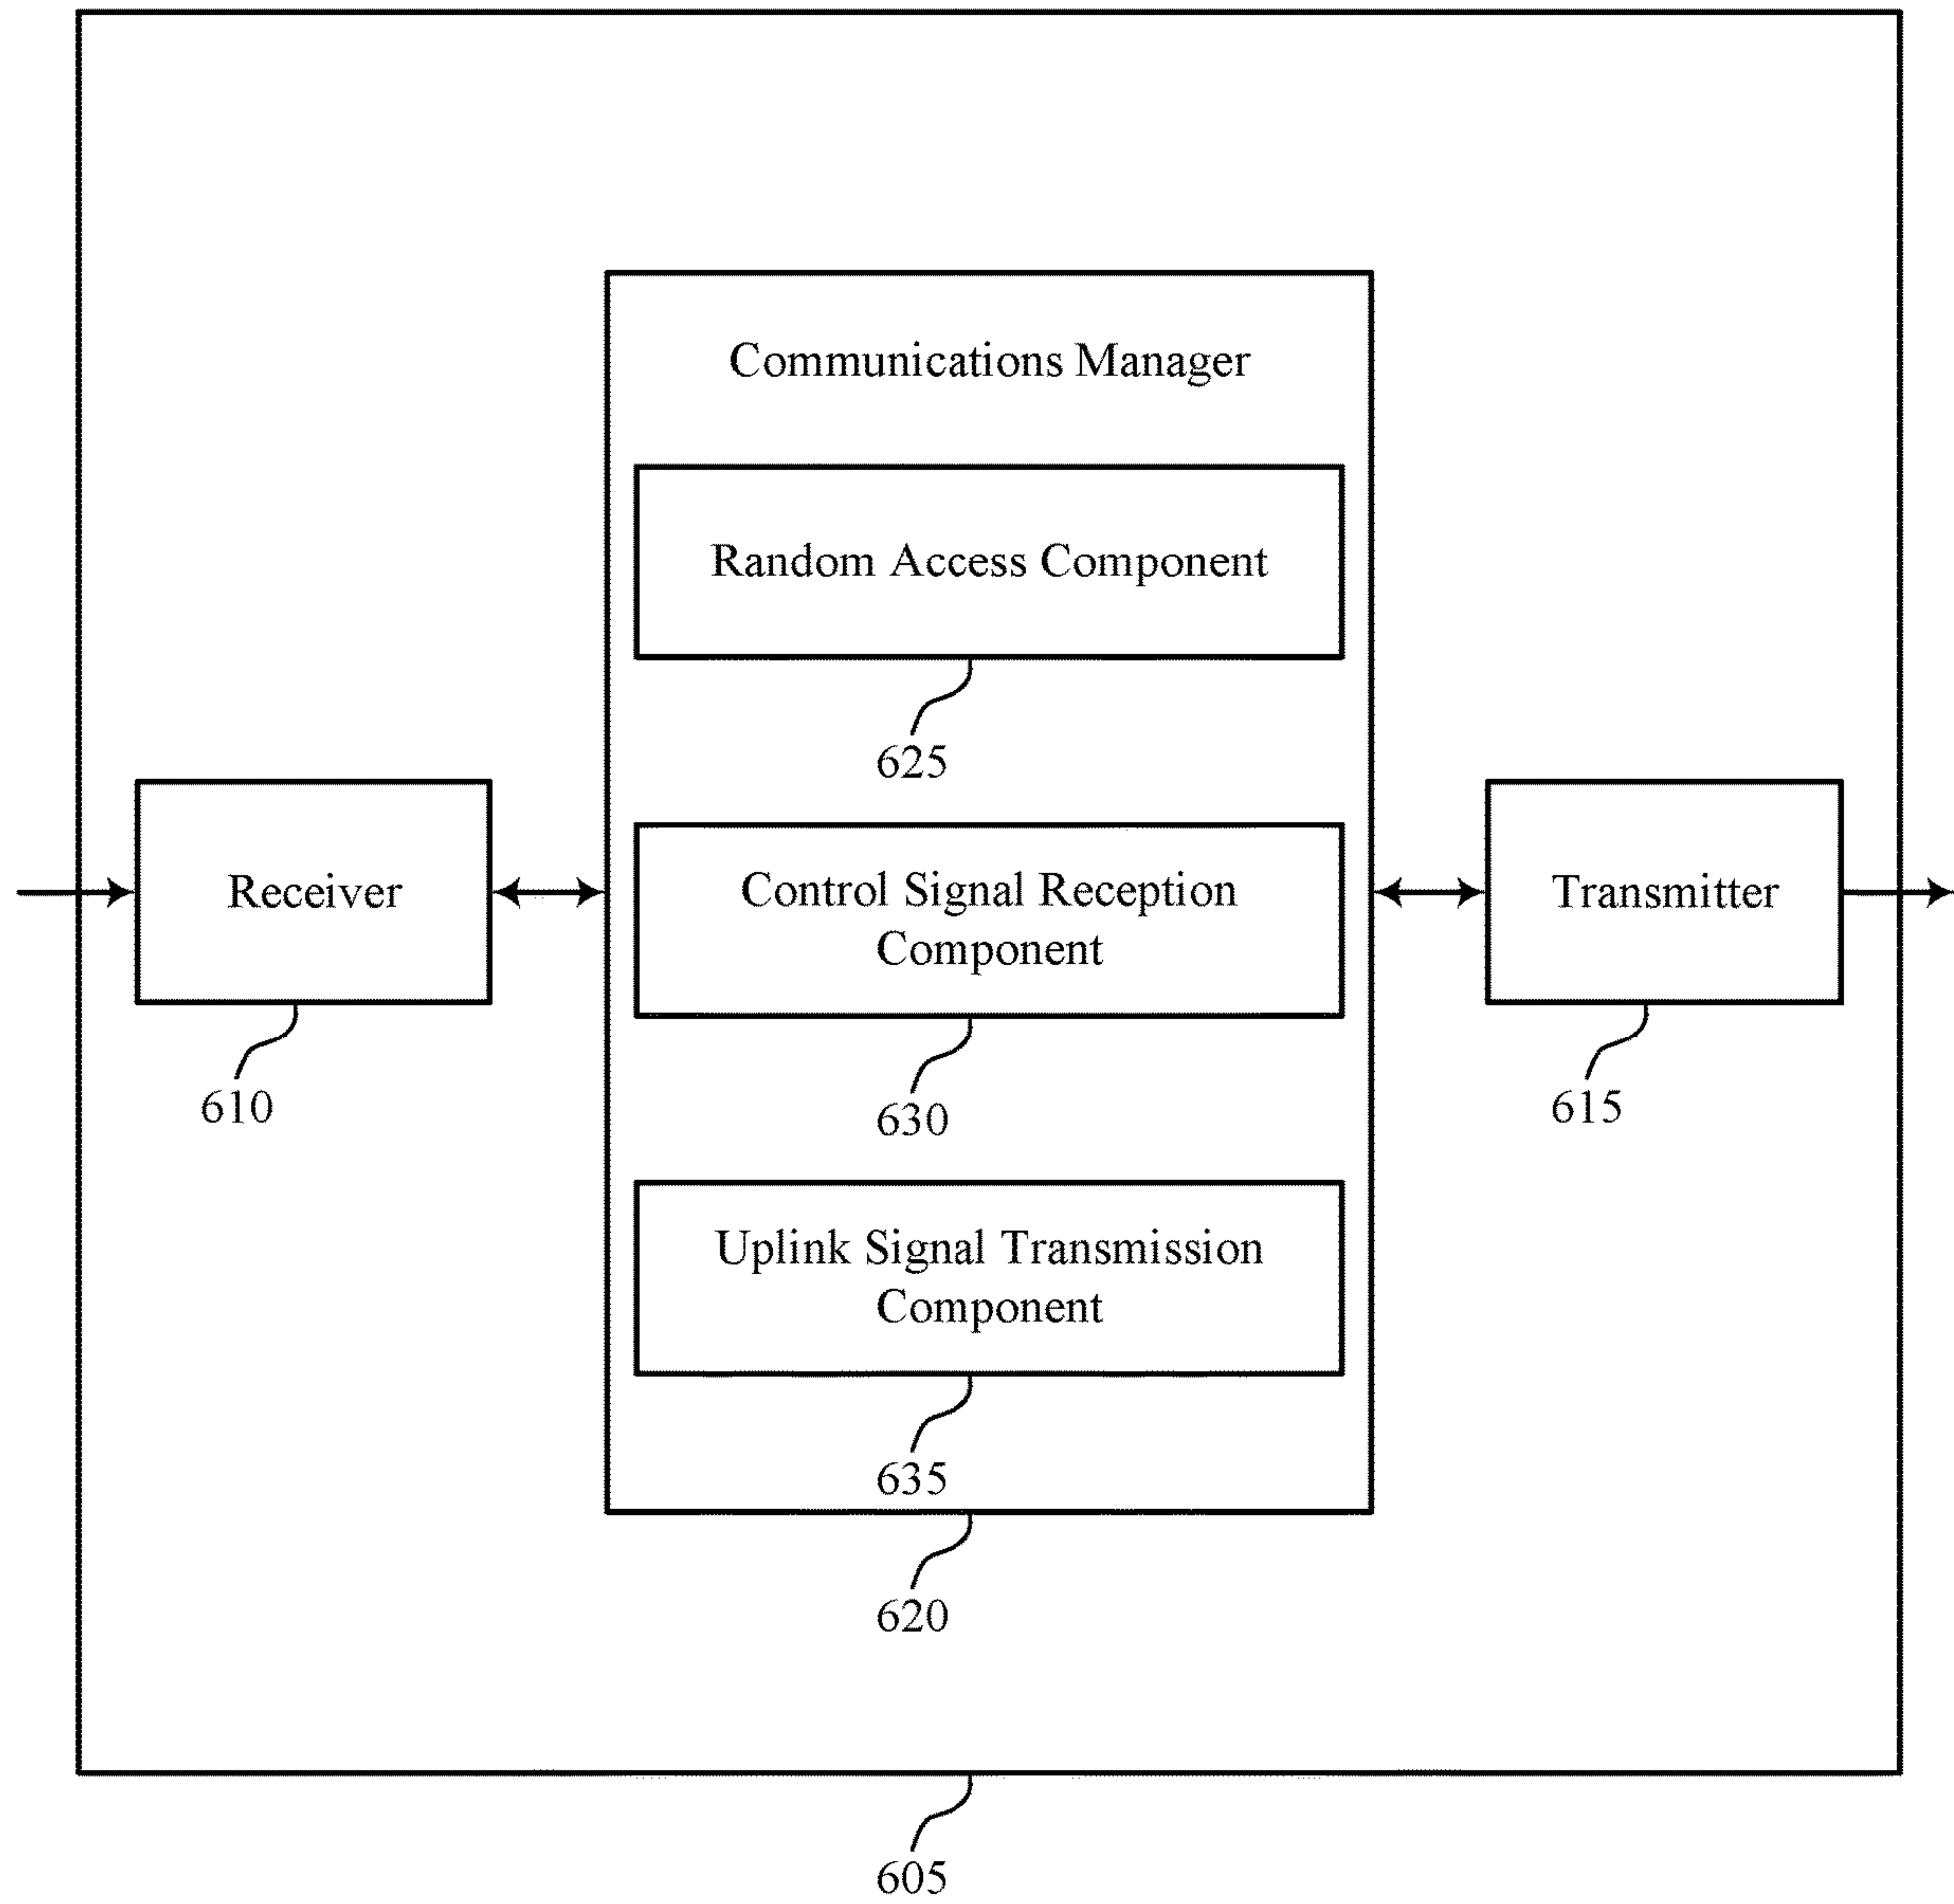 Communications Manager
Random Access Component
625
Receiver
610
Control Signal Reception
Component
630
Transmitter
615
Uplink Signal Transmission
Component
635
620
605